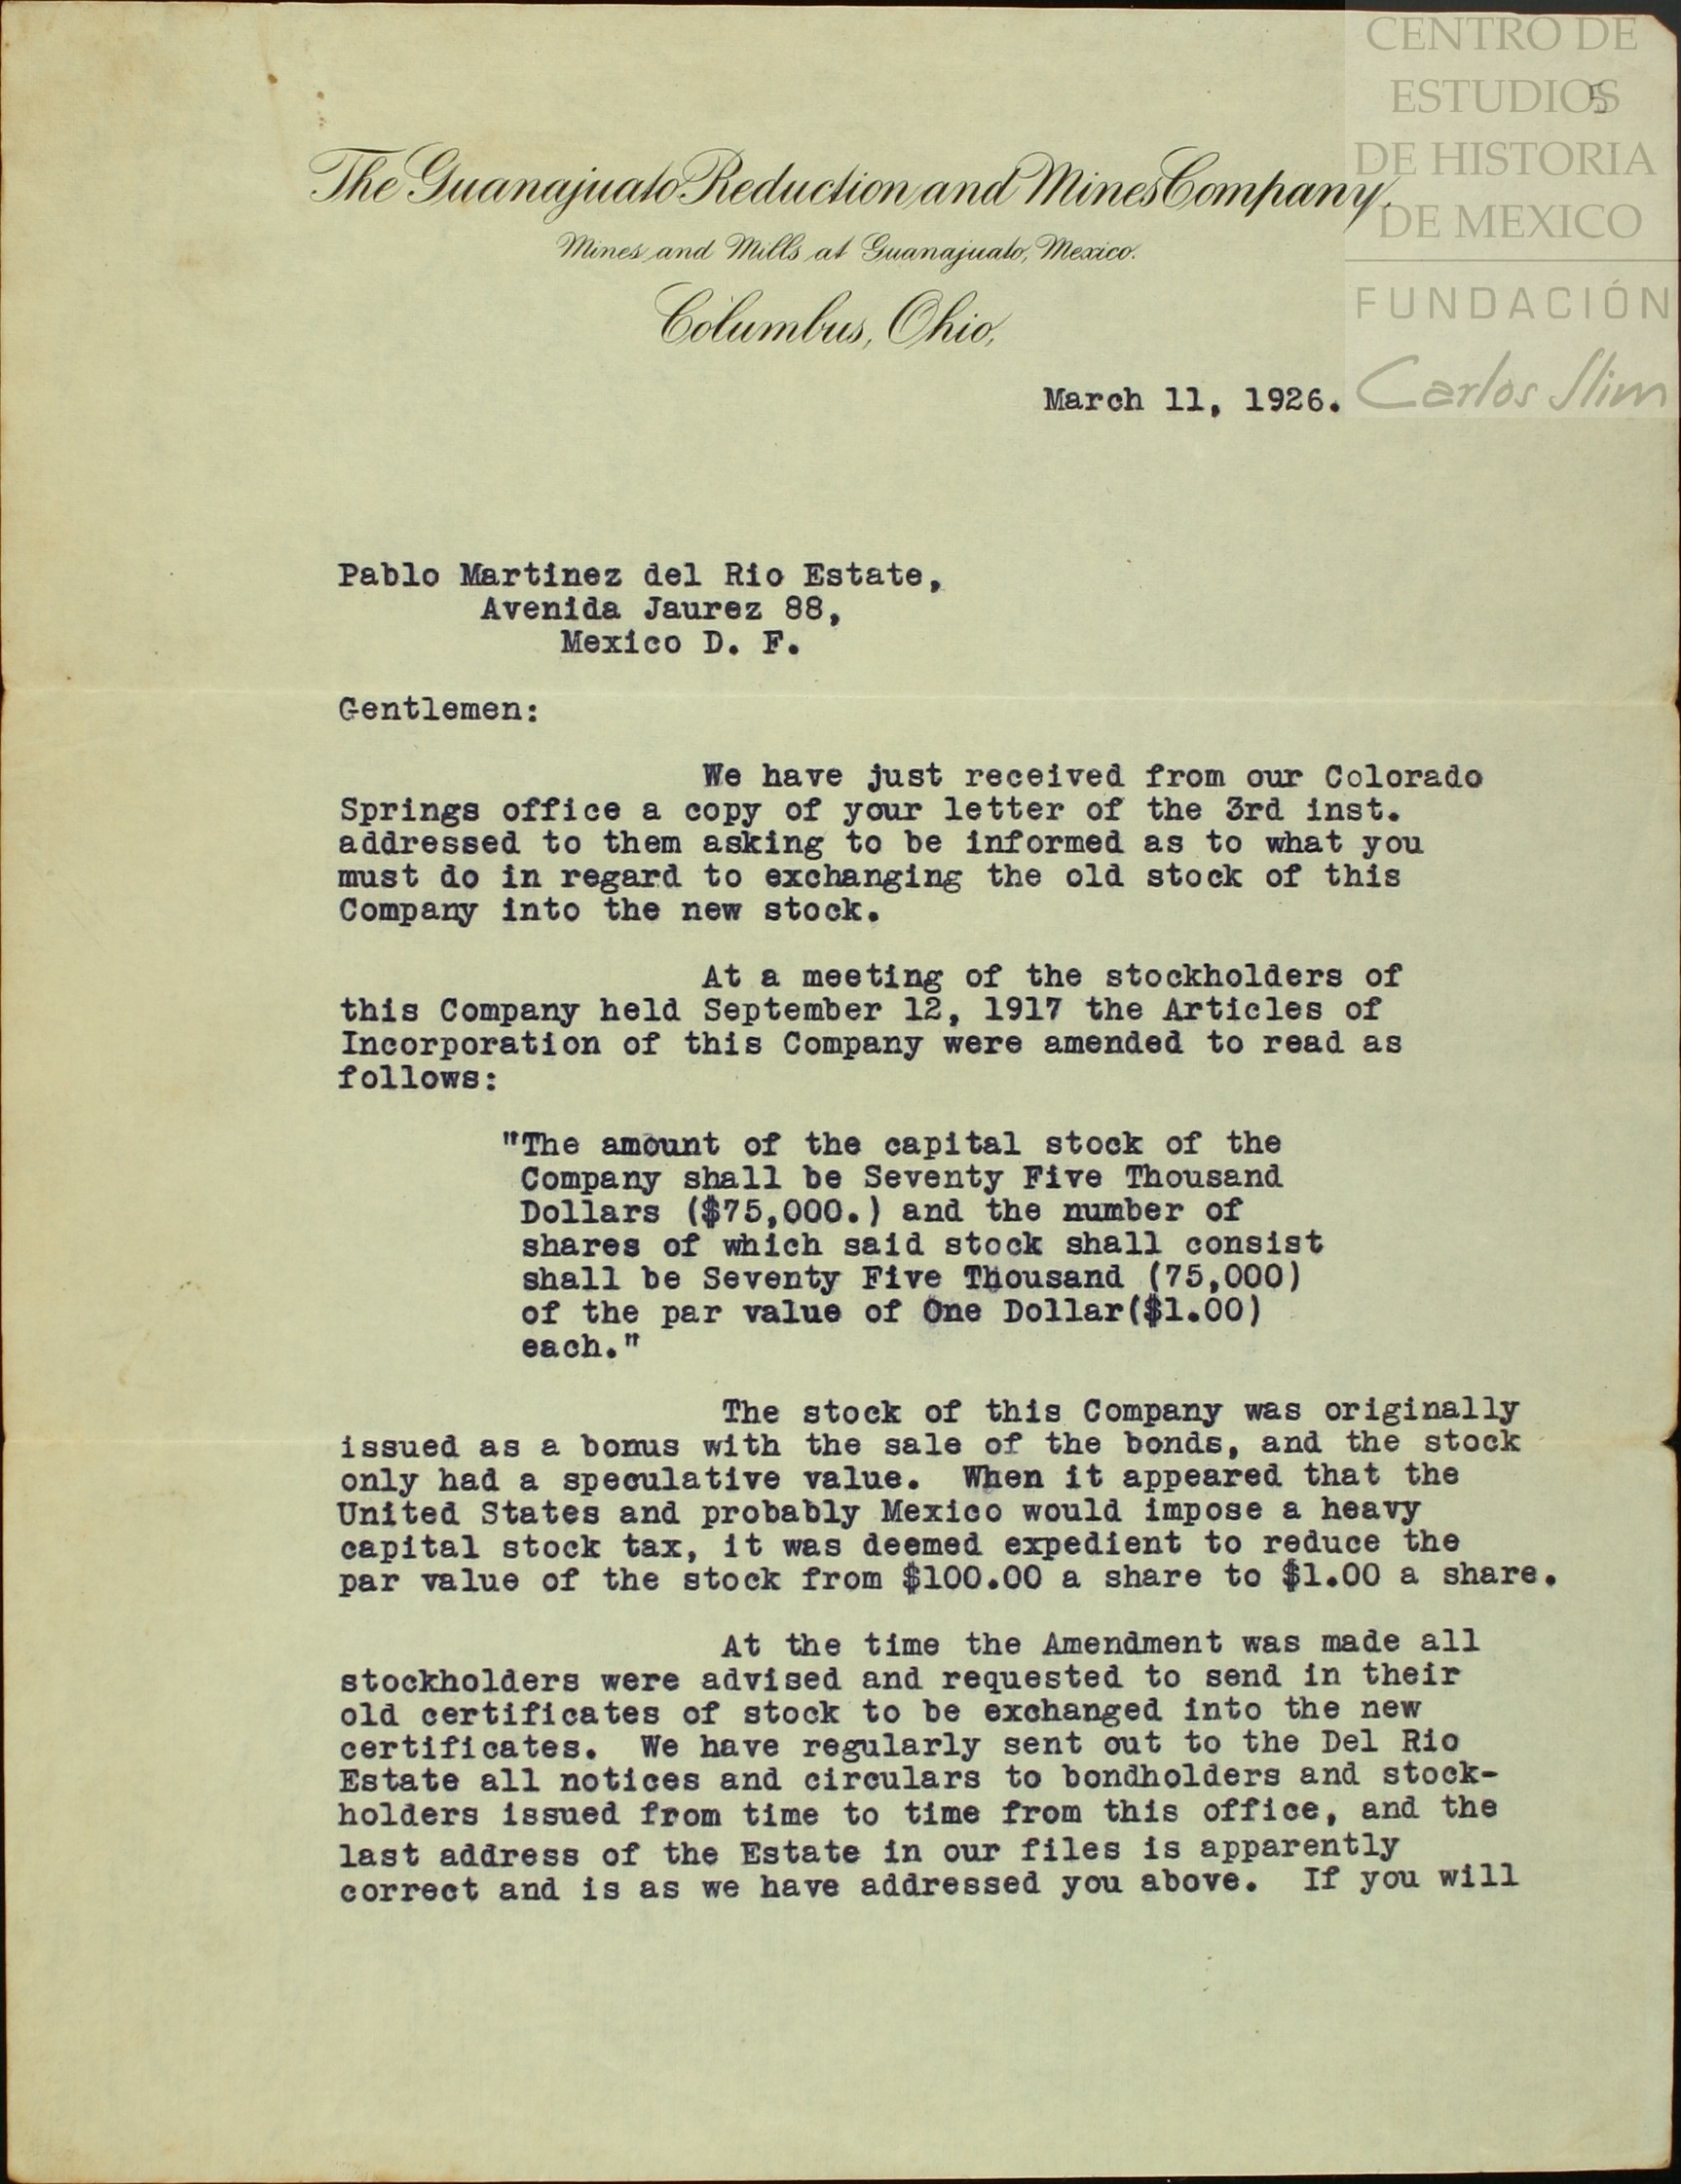 CENTRO DE
ESTUDIOS
5
DE HISTORIA
DE MEXICO
FUNDACIÓN
Carlos Slim
The Guanajuato Reduction and Mines Company,
Mines and Mills at Guanajuato, Mexico.
Columbus, Ohio,
March 11, 1926.
Pablo Martinez del Rio Estate,
Avenida Jaurez 88,
Mexico D. F.
Gentlemen:
We have just received from our Colorado
Springs office a copy of your letter of the 3rd inst.
addressed to them asking to be informed as to what you
must do in regard to exchanging the old stock of this
Company into the new stock.
At a meeting of the stockholders of
this Company held September 12, 1917 the Articles of
Incorporation of this Company were amended to read as
follows:
"The amount of the capital stock of the
Company shall be Seventy Five Thousand
Dollars ($75,000.) and the number of
shares of which said stock shall consist
shall be Seventy Five Thousand (75,000)
of the par value of One Dollar($1.00)
each."
The stock of this Company was originally
issued as a bonus with the sale of the bonds, and the stock
only had a speculative value. When it appeared that the
United States and probably Mexico would impose a heavy
capital stock tax, it was deemed expedient to reduce the
par value of the stock from $100.00 a share to $1.00 a share.
At the time the Amendment was made all
stockholders were advised and requested to send in their
old certificates of stock to be exchanged into the new
certificates. We have regularly sent out to the Del Rio
Estate all notices and circulars to bondholders and stock-
holders issued from time to time from this office, and the
last address of the Estate in our files is apparently
correct and is as we have addressed you above. If you will